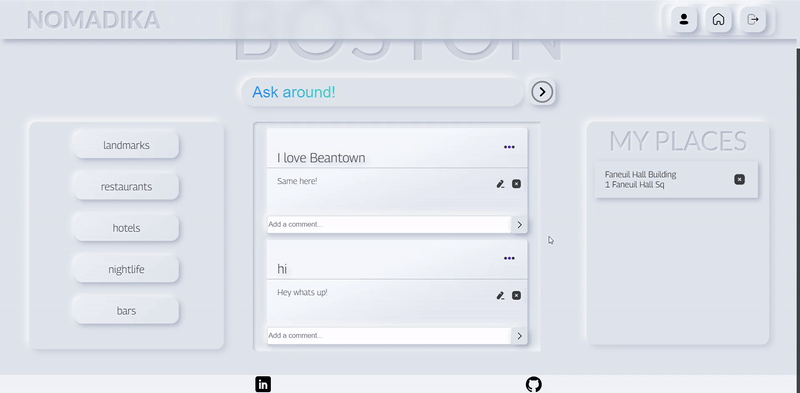 NOMADIKA
BOSTON
Ask around!
landmarks
restaurants
hotels
nightlife
bars
I love Beantown
Same here!
Add a comment...
hi
Hey whats up!
Add a comment...
MY PLACES
Faneuil Hall Building
1 Faneuil Hall Sq
in